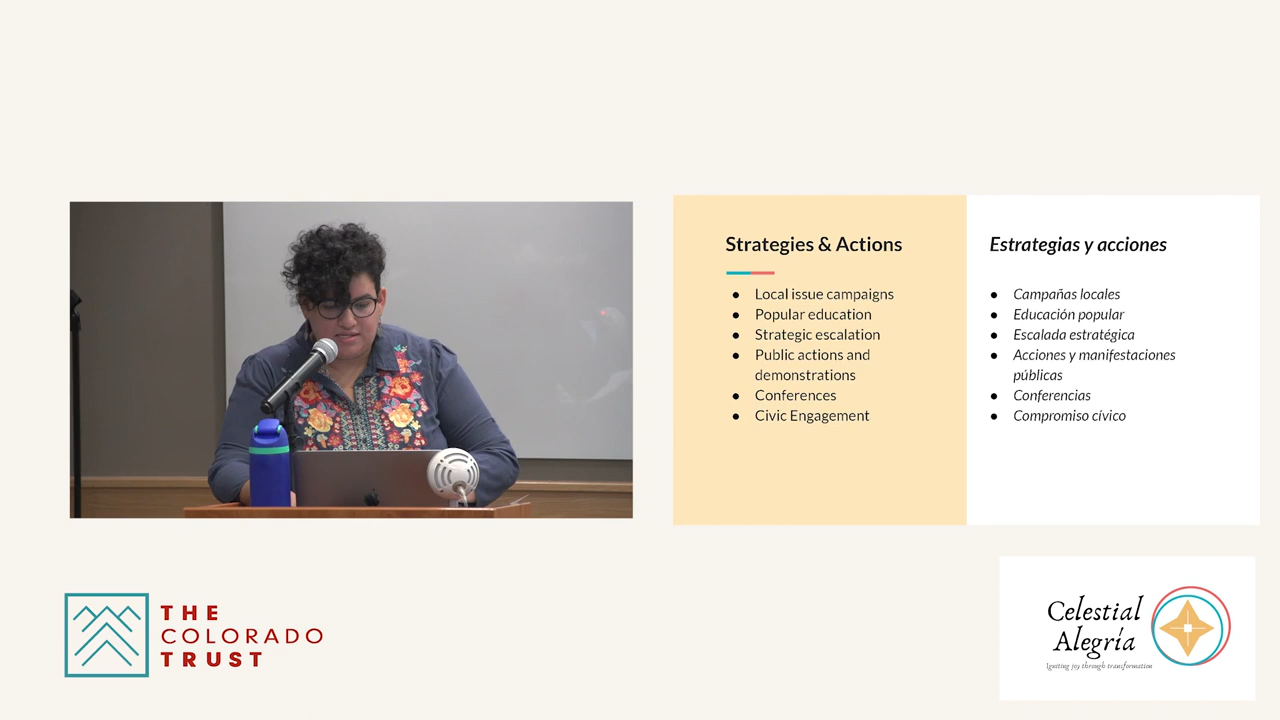 Strategies & Actions
● Local issue campaigns
● Popular education
● Strategic escalation
● Public actions and
demonstrations
● Conferences
● Civic Engagement
Estrategias y acciones
● Campañas locales
● Educación popular
● Escalada estratégica
● Acciones y manifestaciones
públicas
● Conferencias
● Compromiso cívico
THE
COLORADO
TRUST
Celestial
Alegría
Igniting joy through transformation